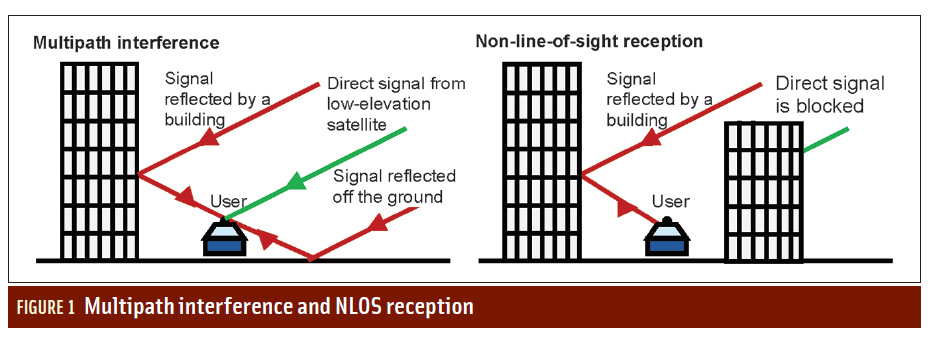 Multipath interference
Signal
reflected by a
building
Direct signal from
low-elevation
satellite
Signal reflected
off the ground
User
Non-line-of-sight reception
Signal
reflected by a
building
Direct signal
is blocked
User
FIGURE 1 Multipath interference and NLOS reception